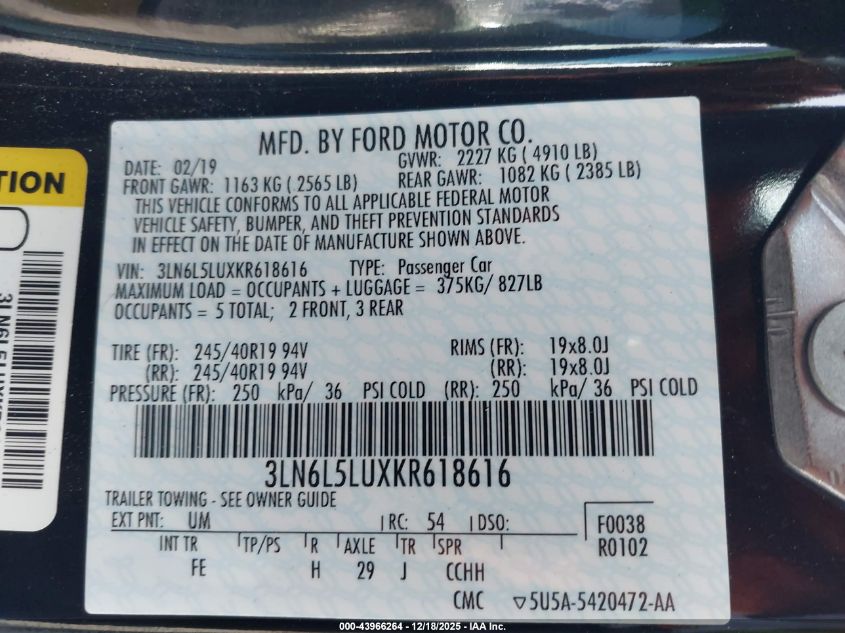 MFD. BY FORD MOTOR CO.
DATE: 02/19 GVWR: 2227 KG ( 4910 LB)
FRONT GAWR: 1163 KG ( 2565 LB) REAR GAWR: 1082 KG ( 2385 LB)
THIS VEHICLE CONFORMS TO ALL APPLICABLE FEDERAL MOTOR
VEHICLE SAFETY, BUMPER, AND THEFT PREVENTION STANDARDS
IN EFFECT ON THE DATE OF MANUFACTURE SHOWN ABOVE.
VIN: 3LN6L5LUXKR618616 TYPE: Passenger Car
MAXIMUM LOAD = OCCUPANTS + LUGGAGE = 375KG/ 827LB
OCCUPANTS = 5 TOTAL; 2 FRONT, 3 REAR
TIRE (FR): 245/40R19 94V RIMS (FR): 19x8.0J
(RR): 245/40R19 94V (RR): 19x8.0J
PRESSURE (FR): 250 kPa/ 36 PSI COLD (RR): 250 kPa/ 36 PSI COLD
3LN6L5LUXKR618616
TRAILER TOWING - SEE OWNER GUIDE
EXT PNT: UM RC: 54 DSO: F0038
R0102
INT TR TP/PS R AXLE TR SPR
FE H 29 J CCHH
CMC ▽5U5A-5420472-AA
TION
000-43966264 - 12/18/2025 - IAA Inc.